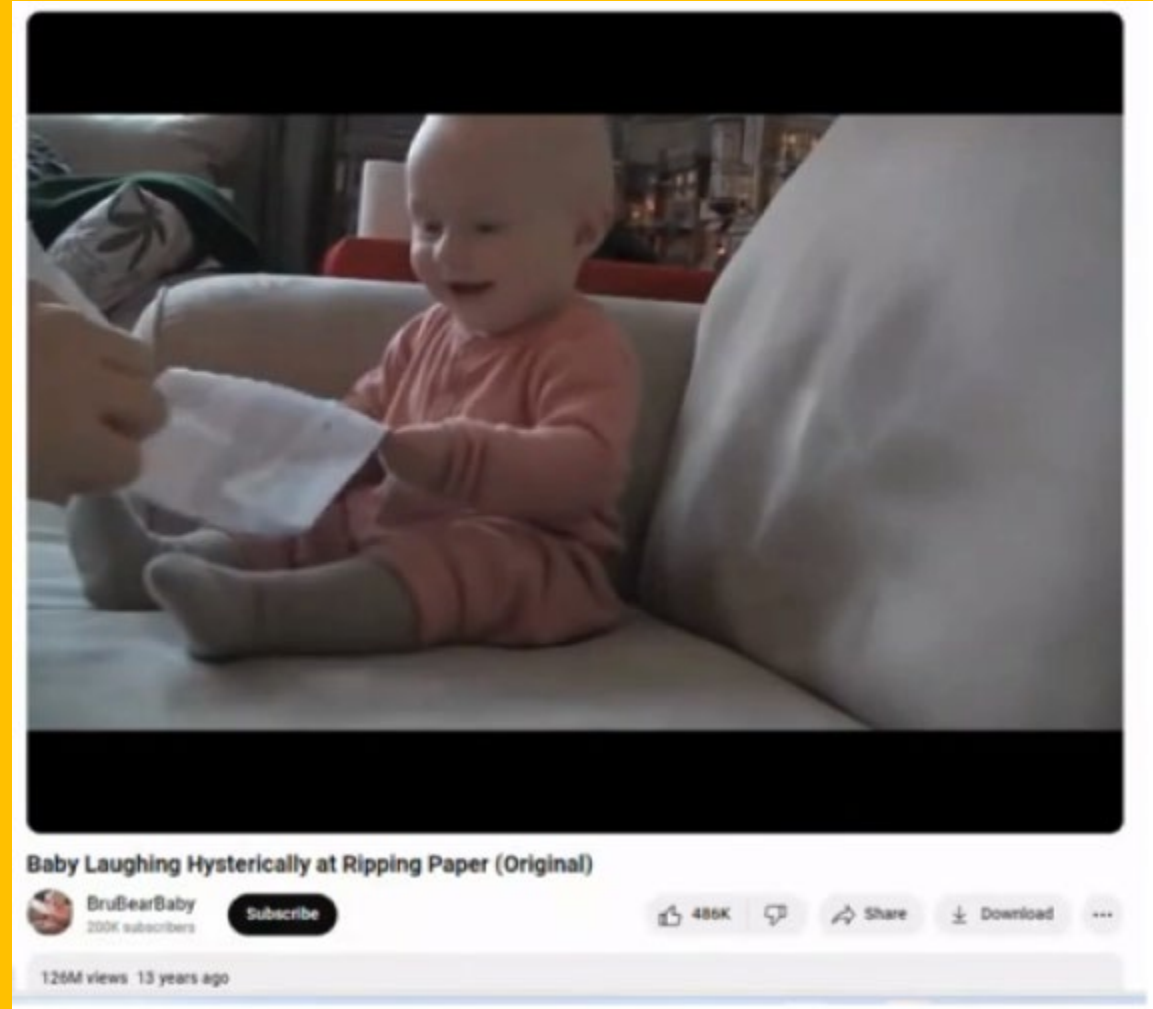 Baby Laughing Hysterically at Ripping Paper (Original)
BruBearBaby
200K subscribers
Subscribe
486K
Share
Download
126M views 13 years ago